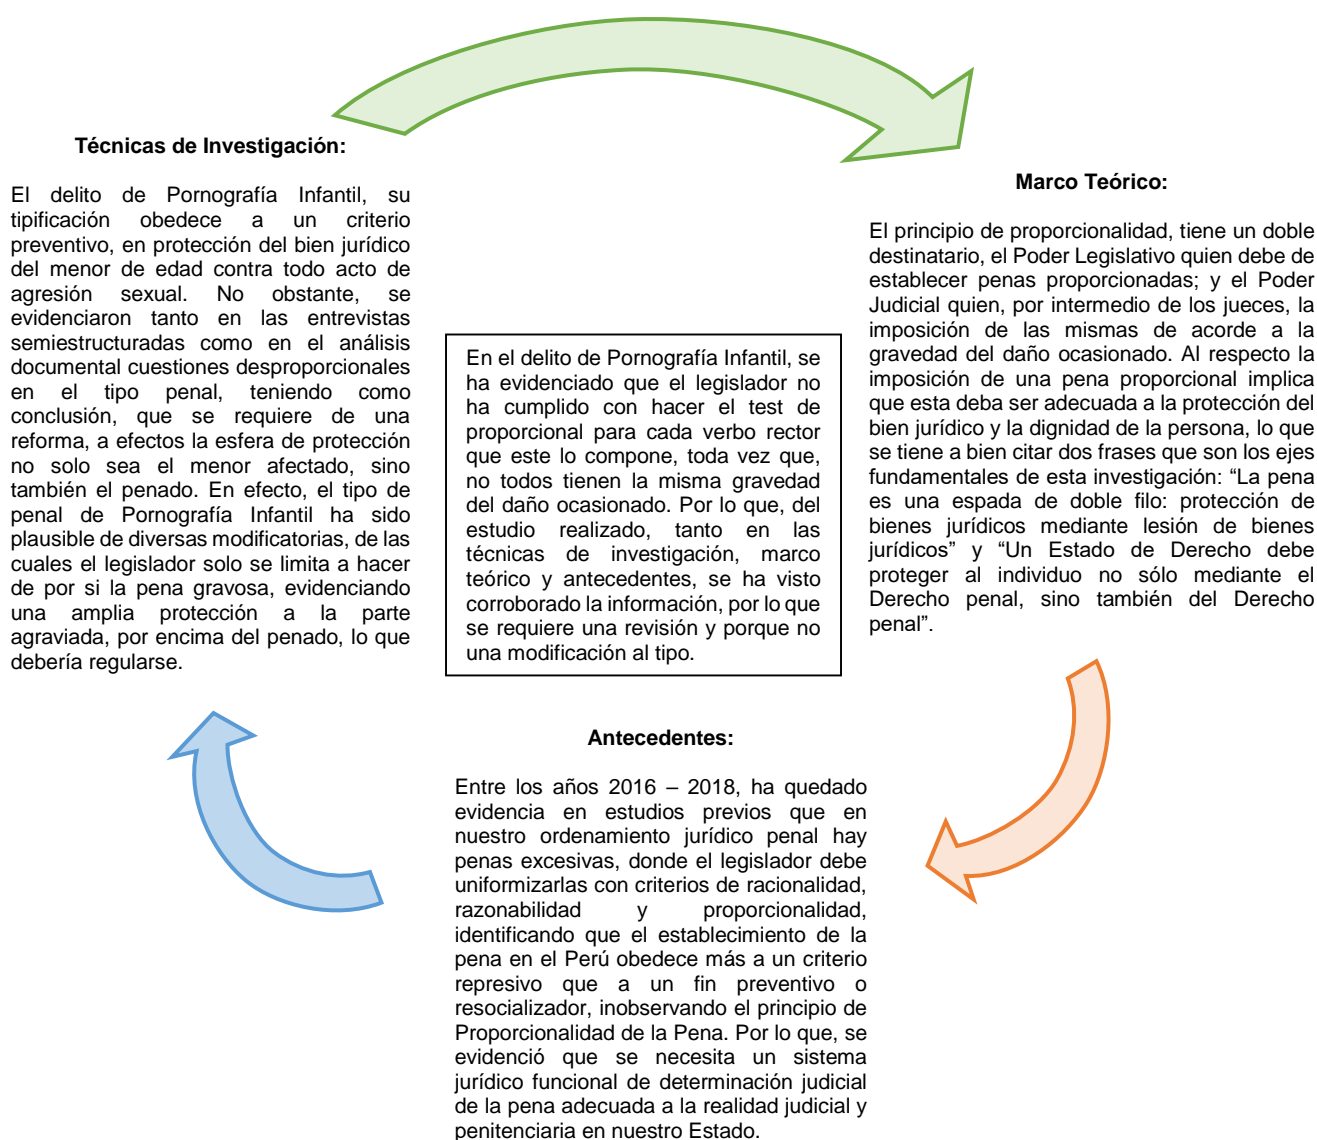 Técnicas de Investigación:
El delito de Pornografía Infantil, su
tipificación obedece a un criterio
preventivo, en protección del bien jurídico
del menor de edad contra todo acto de
agresión sexual. No obstante, se
evidenciaron tanto en las entrevistas
semiestructuradas como en el análisis
documental cuestiones desproporcionales
en el tipo penal, teniendo como
conclusión, que se requiere de una
reforma, a efectos la esfera de protección
no solo sea el menor afectado, sino
también el penado. En efecto, el tipo de
penal de Pornografía Infantil ha sido
plausible de diversas modificatorias, de las
cuales el legislador solo se limita a hacer
de por si la pena gravosa, evidenciando
una amplia protección a la parte
agraviada, por encima del penado, lo que
debería regularse.
En el delito de Pornografía Infantil, se
ha evidenciado que el legislador no
ha cumplido con hacer el test de
proporcional para cada verbo rector
que este lo compone, toda vez que,
no todos tienen la misma gravedad
del daño ocasionado. Por lo que, del
estudio realizado, tanto en las
técnicas de investigación, marco
teórico y antecedentes, se ha visto
corroborado la información, por lo que
se requiere una revisión y porque no
una modificación al tipo.
Marco Teórico:
El principio de proporcionalidad, tiene un doble
destinatario, el Poder Legislativo quien debe de
establecer penas proporcionadas; y el Poder
Judicial quien, por intermedio de los jueces, la
imposición de las mismas de acorde a la
gravedad del daño ocasionado. Al respecto la
imposición de una pena proporcional implica
que esta deba ser adecuada a la protección del
bien jurídico y la dignidad de la persona, lo que
se tiene a bien citar dos frases que son los ejes
fundamentales de esta investigación: “La pena
es una espada de doble filo: protección de
bienes jurídicos mediante lesión de bienes
jurídicos” y “Un Estado de Derecho debe
proteger al individuo no sólo mediante el
Derecho penal, sino también del Derecho
penal”.
Antecedentes:
Entre los años 2016 – 2018, ha quedado
evidencia en estudios previos que en
nuestro ordenamiento jurídico penal hay
penas excesivas, donde el legislador debe
uniformizarlas con criterios de racionalidad,
razonabilidad y proporcionalidad,
identificando que el establecimiento de la
pena en el Perú obedece más a un criterio
represivo que a un fin preventivo o
resocializador, inobservando el principio de
Proporcionalidad de la Pena. Por lo que, se
evidenció que se necesita un sistema
jurídico funcional de determinación judicial
de la pena adecuada a la realidad judicial y
penitenciaria en nuestro Estado.